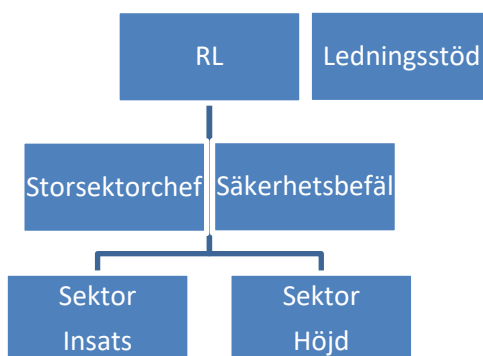 RL
Ledningsstöd
Storsektorchef
Säkerhetsbefäl
Sektor
Insats
Sektor
Höjd